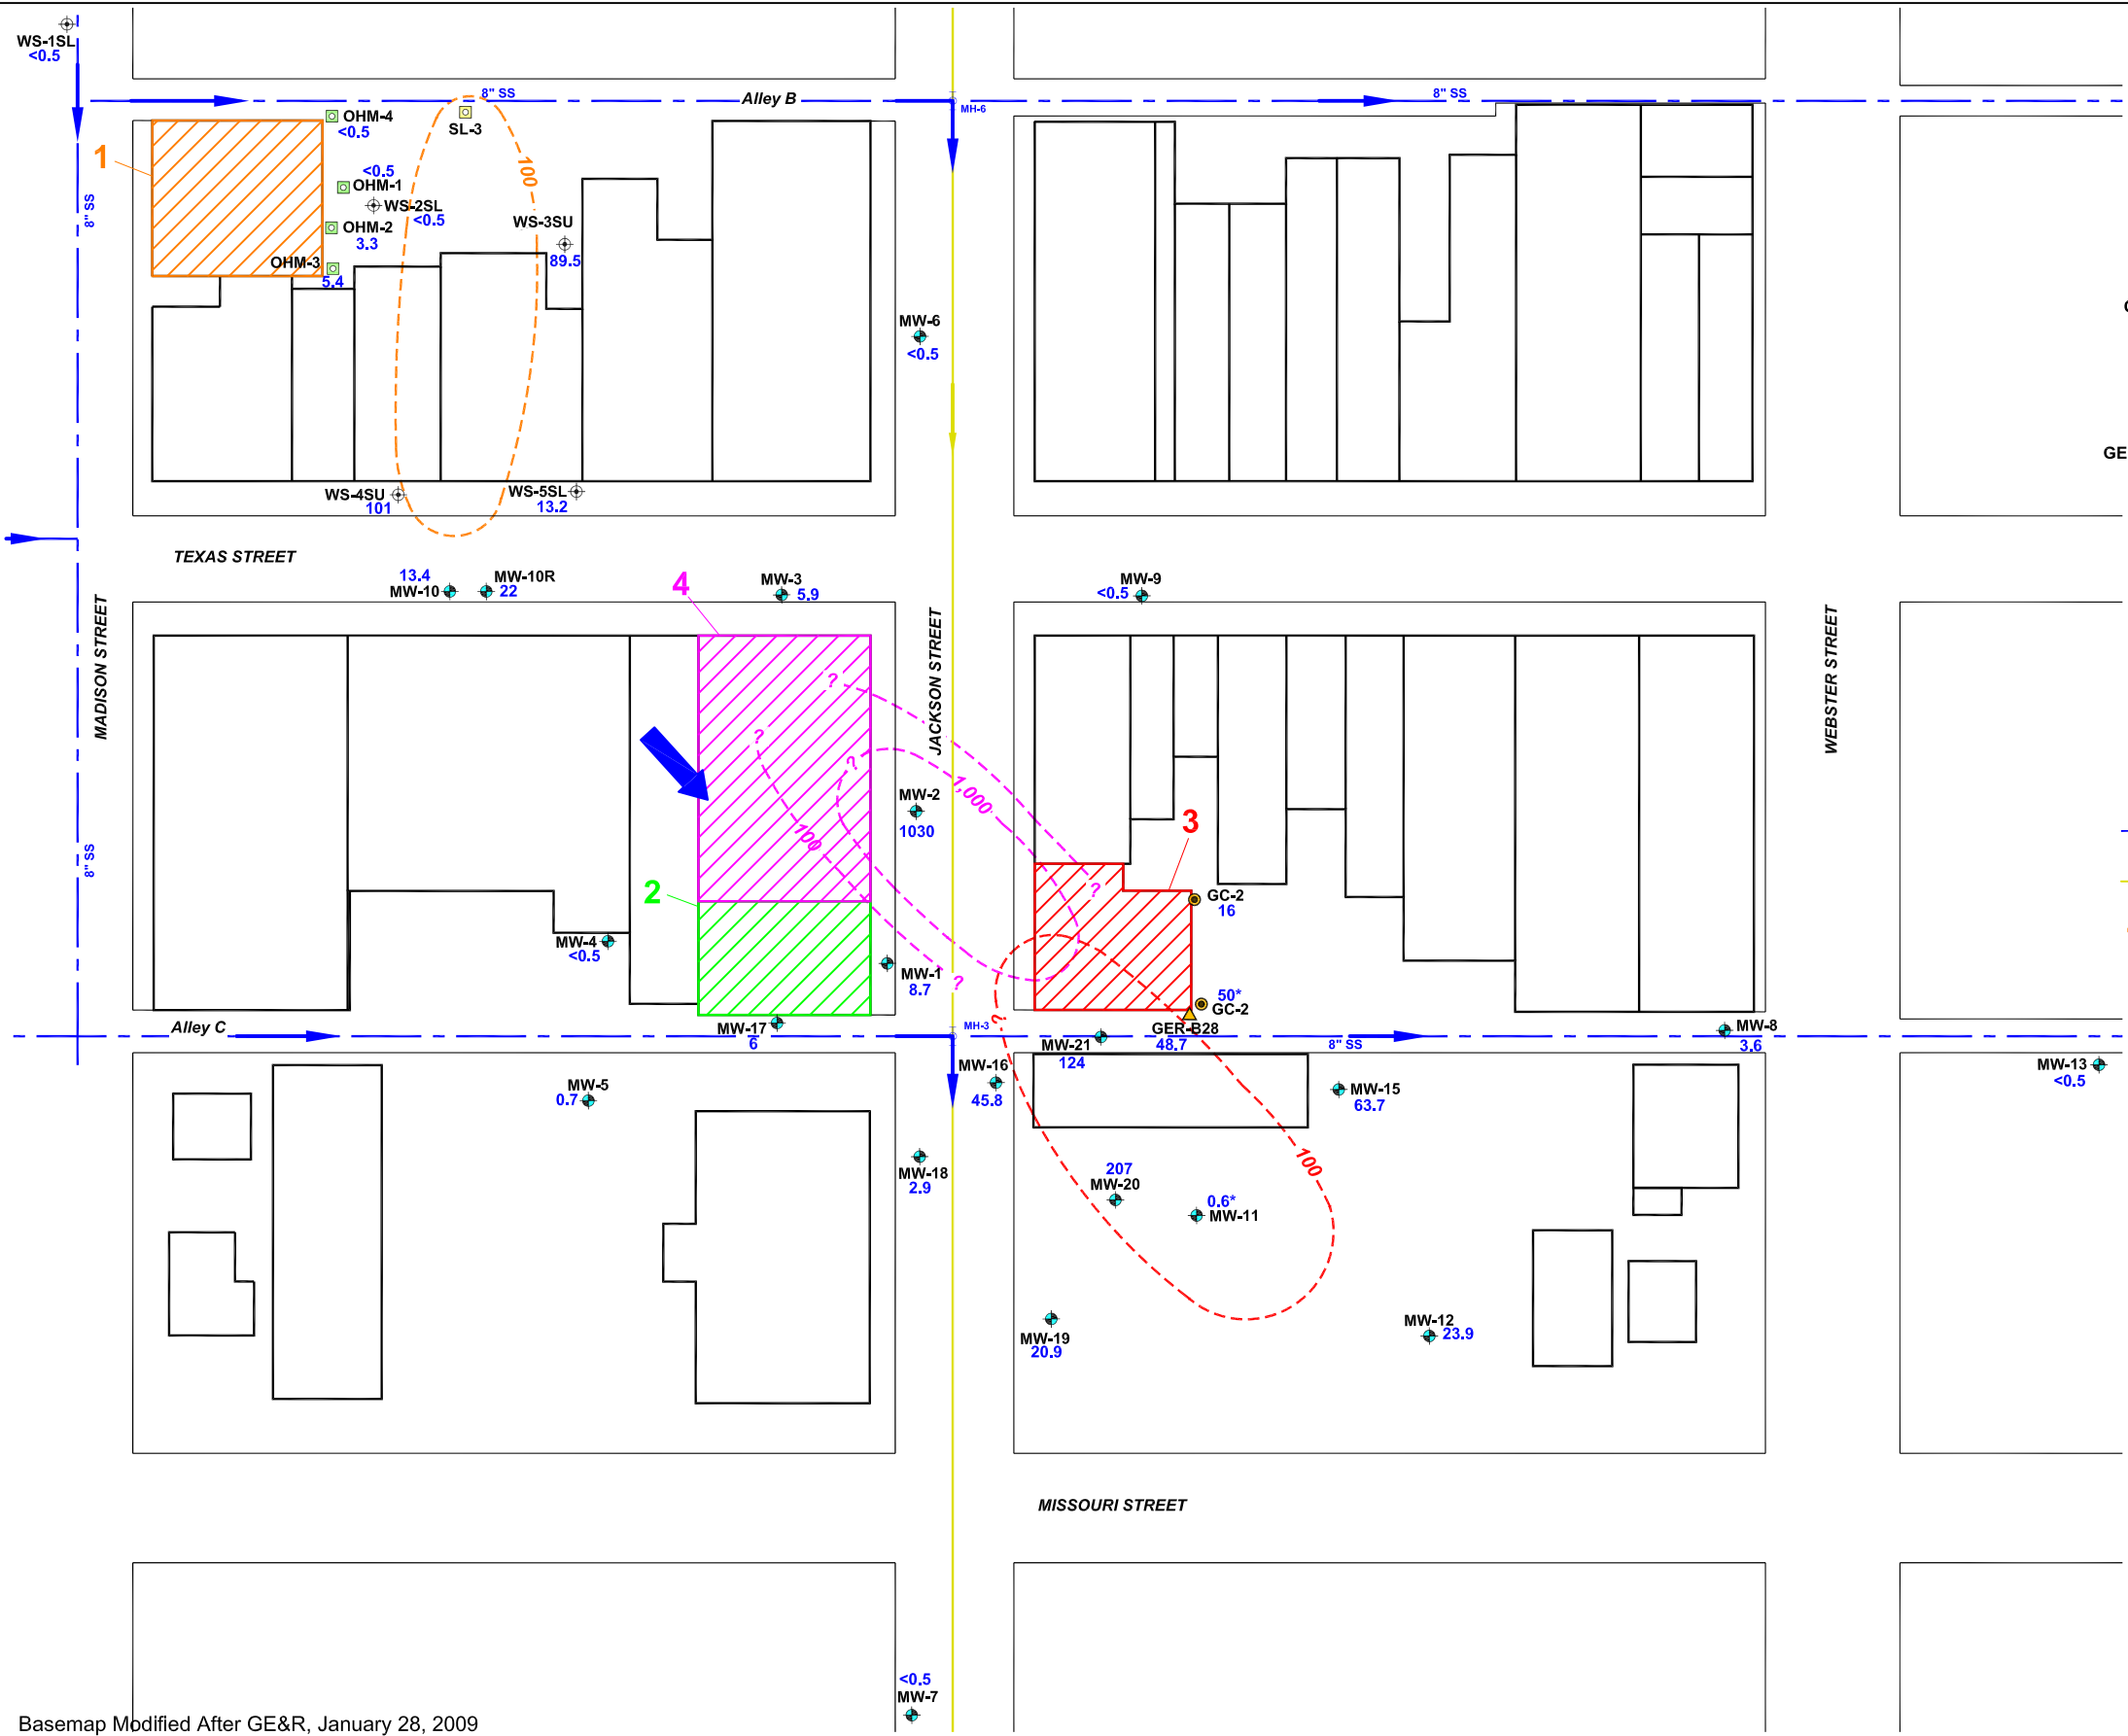 WS-1SL
<0.5
8" SS
Alley B
8" SS
MH-6
OHM-4
<0.5
SL-3
1
100
<0.5
OHM-1
WS-2SL
<0.5
8" SS
OHM-2
3.3
WS-3SU
89.5
OHM-3
5.4
MW-6
<0.5
GE
WS-4SU
101
WS-5SL
13.2
TEXAS STREET
13.4
MW-10
MW-10R
22
4
MW-3
5.9
MW-9
<0.5
MADISON STREET
JACKSON STREET
WEBSTER STREET
?
?
?
1,000
MW-2
1030
100
3
8" SS
2
?
GC-2
16
MW-4
<0.5
MW-1
8.7
?
50*
GC-2
?
Alley C
MW-17
6
MH-3
MW-21
124
GER-B28
48.7
8" SS
MW-8
3.6
MW-16
45.8
MW-13
<0.5
MW-5
0.7
MW-15
63.7
100
MW-18
2.9
207
MW-20
0.6*
MW-11
MW-19
20.9
MW-12
23.9
MISSOURI STREET
<0.5
MW-7
Basemap Modified After GE&R, January 28, 2009